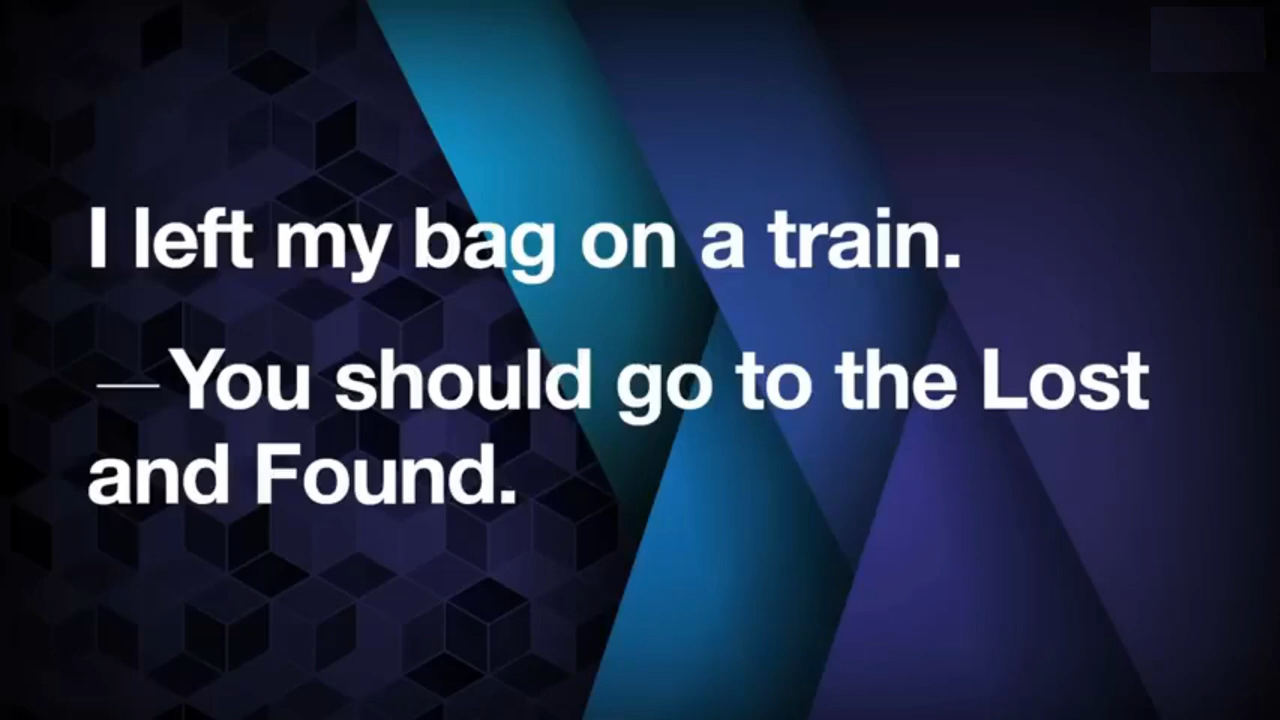 I left my bag on a train.
— You should go to the Lost
and Found.